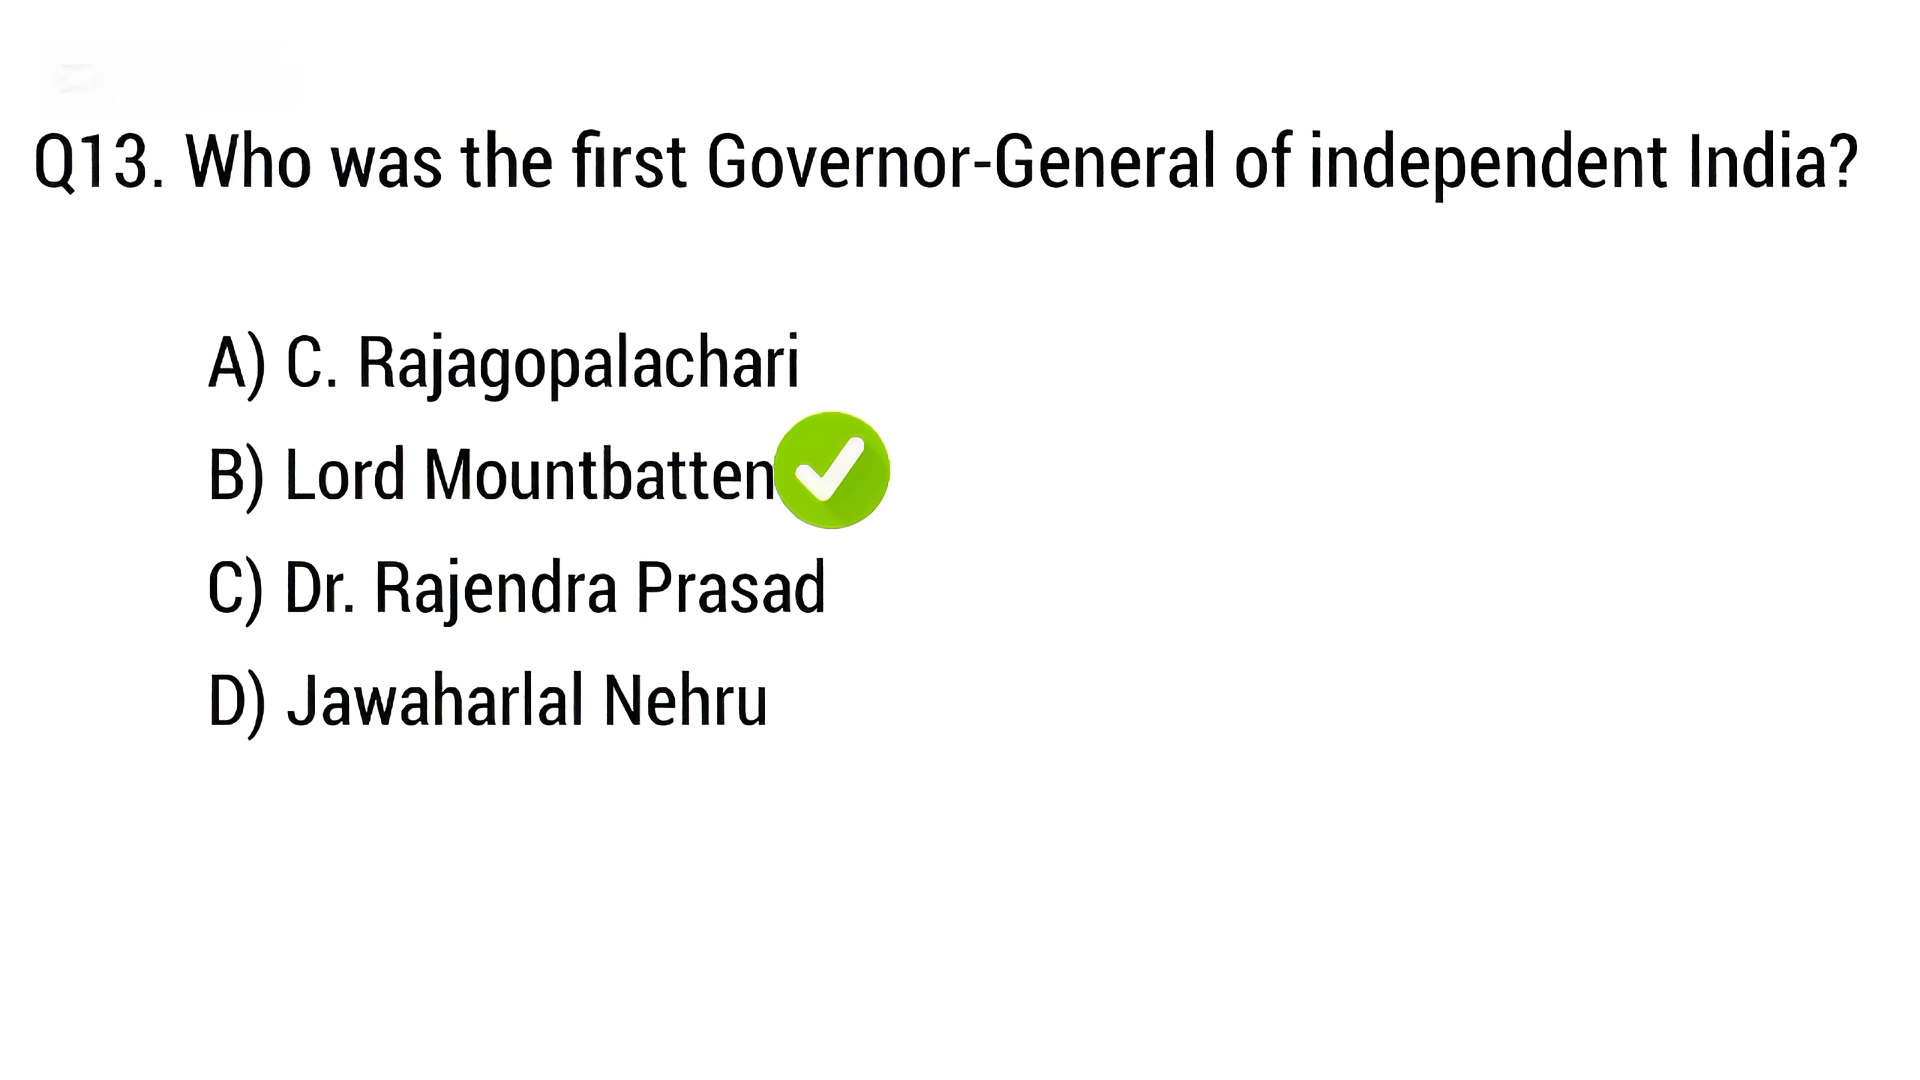 Q13. Who was the first Governor-General of independent India?
A) C. Rajagopalachari
B) Lord Mountbatten
C) Dr. Rajendra Prasad
D) Jawaharlal Nehru